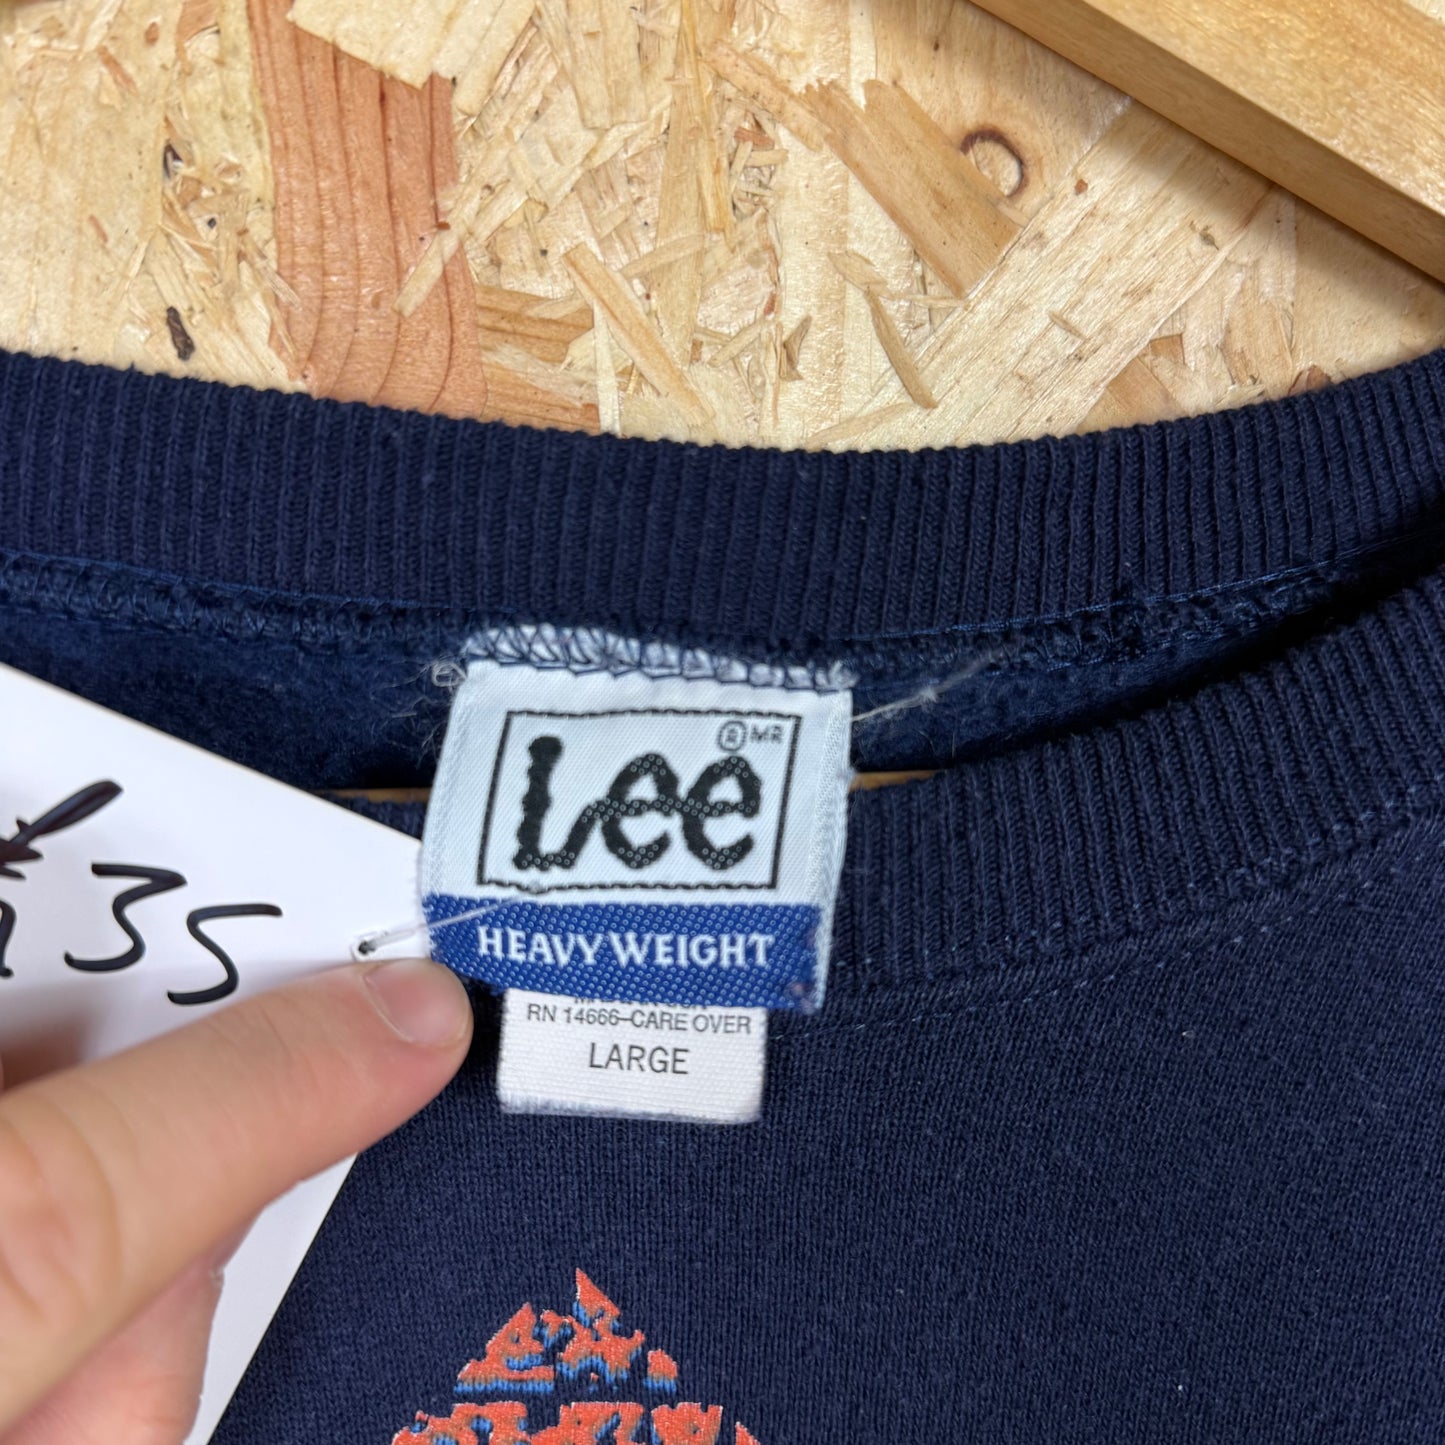 Lee ® MR
HEAVY WEIGHT
RN 14666–CARE OVER
LARGE
35